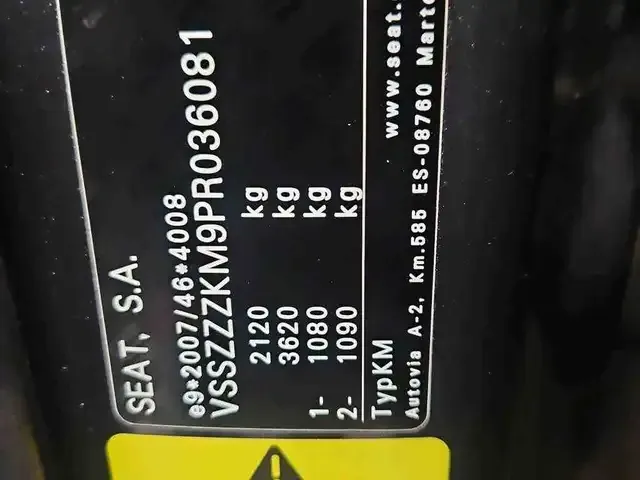 SEAT, S.A.
e9*2007/46*4008
VSSZZZKM9PR036081
2120 kg
3620 kg
1- 1080 kg
2- 1090 kg
TypKM www.seat.
Autovia A-2, Km.585 ES-08760 Marto